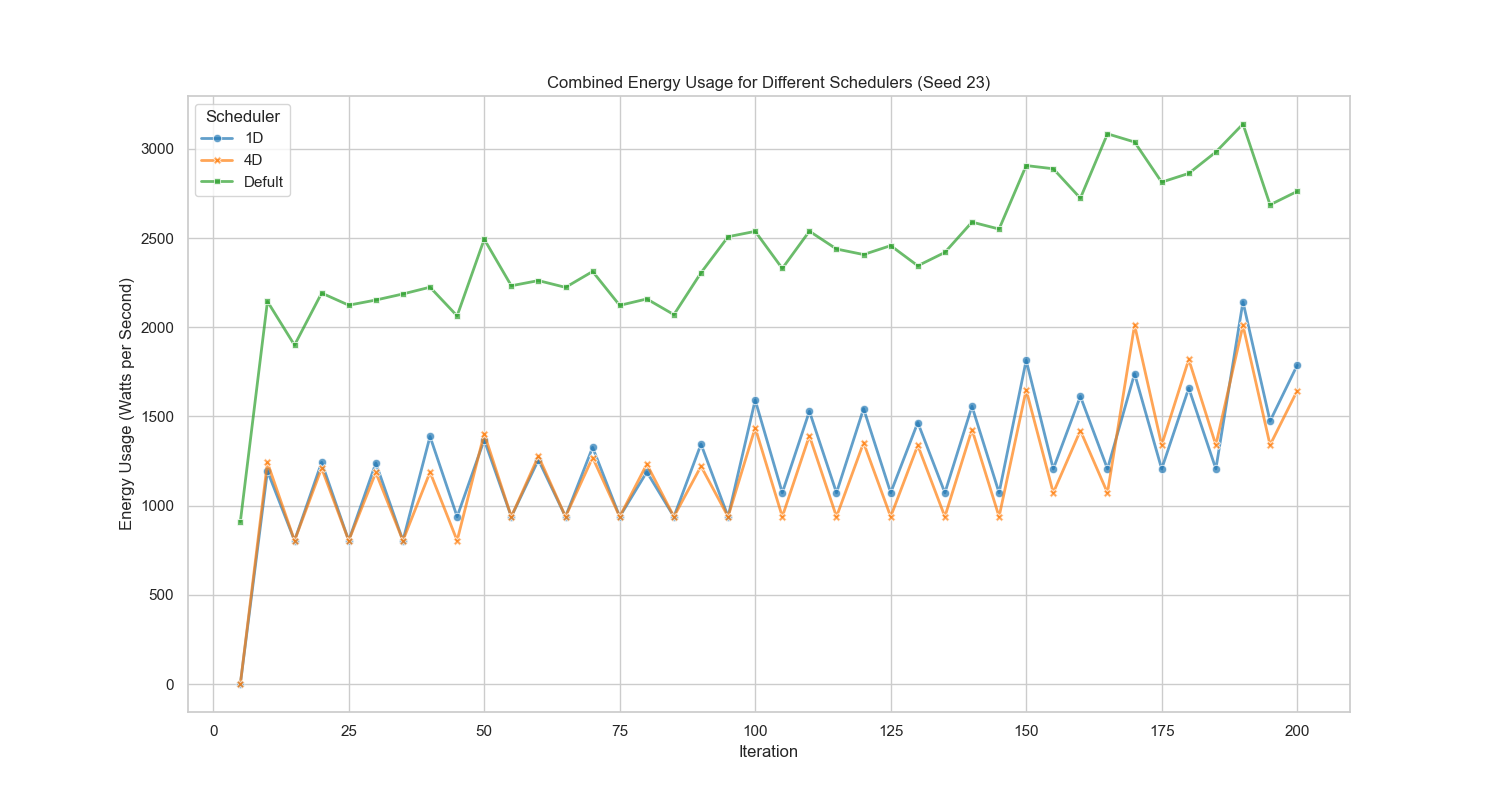 Combined Energy Usage for Different Schedulers (Seed 23)
Scheduler
1D
4D
Defult
Energy Usage (Watts per Second)
3000
2500
2000
1500
1000
500
0
0 25 50 75 100 125 150 175 200
Iteration